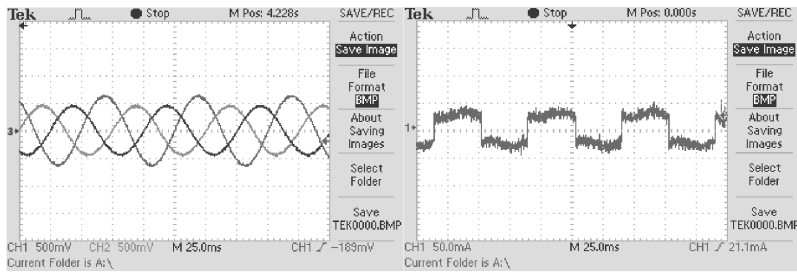 Tek Stop M Pos: 4.228s SAVE/REC
Action
Save Image
File
Format
BMP
About
Saving
Images
Select
Folder
Save
TEK0000.BMP
3
CH1 500mV CH2 500mV M 25.0ms CH1 -189mV
Current Folder is A:\
Tek Stop M Pos: 0.000s SAVE/REC
Action
Save Image
File
Format
BMP
About
Saving
Images
Select
Folder
Save
TEK0000.BMP
1
CH1 50.0mA M 25.0ms CH1 21.1mA
Current Folder is A:\